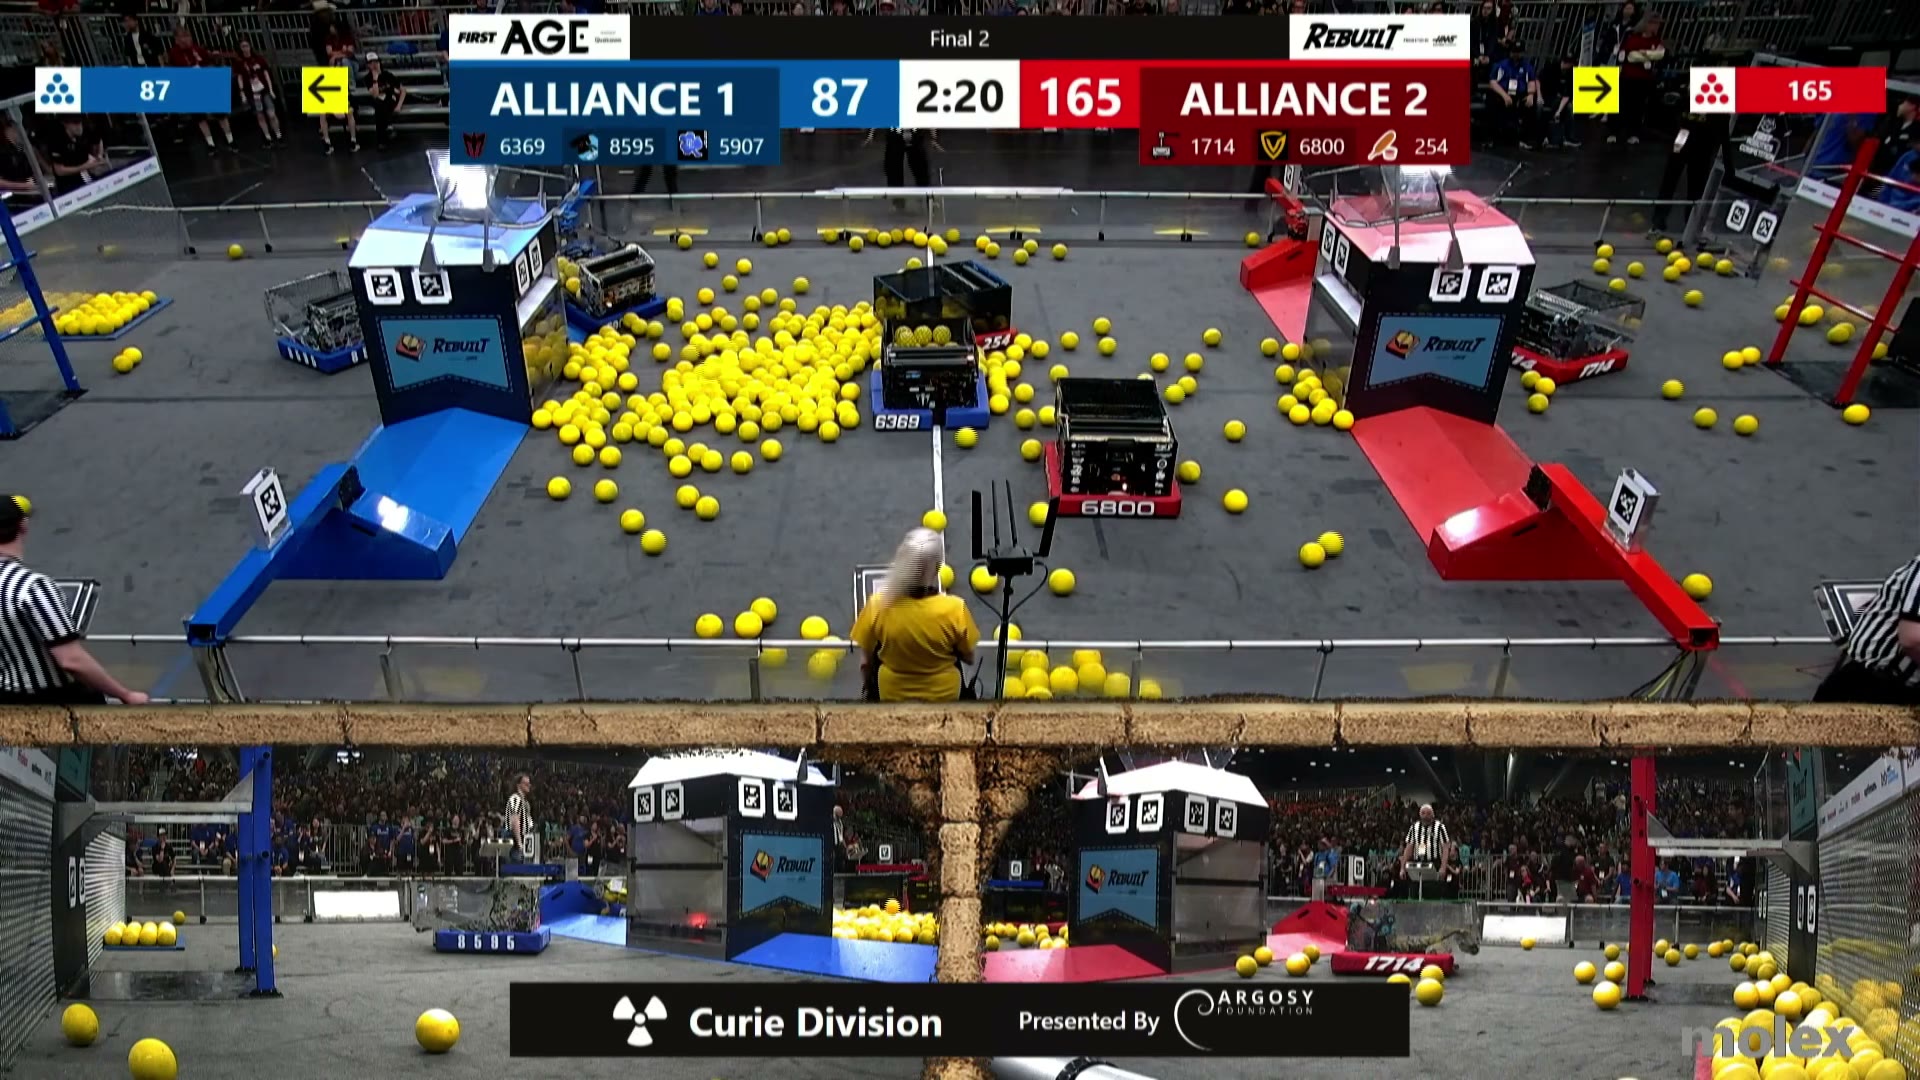 FIRST AGE
Final 2
REBUILT
87
ALLIANCE 1
87
2:20
165
ALLIANCE 2
165
6369
8595
5907
1714
6800
254
REBUILT
REBUILT
254
1714
6369
6800
REBUILT
REBUILT
8595
1714
Curie Division
Presented By
ARGOSY
FOUNDATION
molex